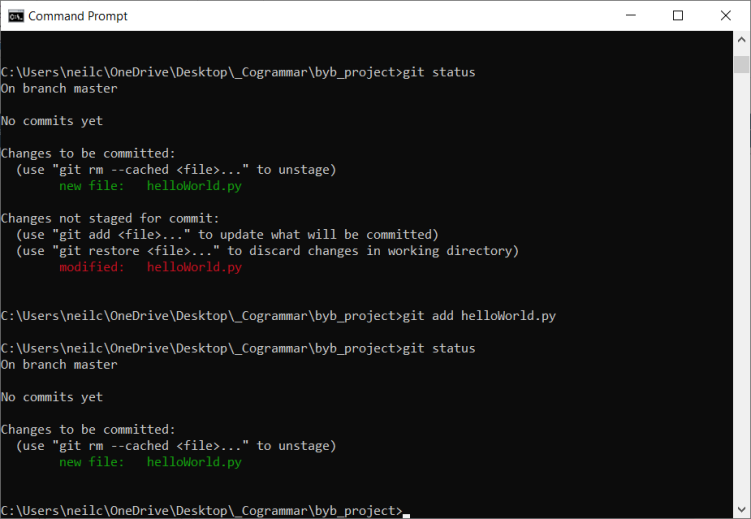 Command Prompt
C:\Users\neilc\OneDrive\Desktop\_Cogrammar\byb_project>git status
On branch master
No commits yet
Changes to be committed:
  (use "git rm --cached <file>..." to unstage)
        new file:   helloWorld.py
Changes not staged for commit:
  (use "git add <file>..." to update what will be committed)
  (use "git restore <file>..." to discard changes in working directory)
        modified:   helloWorld.py
C:\Users\neilc\OneDrive\Desktop\_Cogrammar\byb_project>git add helloWorld.py
C:\Users\neilc\OneDrive\Desktop\_Cogrammar\byb_project>git status
On branch master
No commits yet
Changes to be committed:
  (use "git rm --cached <file>..." to unstage)
        new file:   helloWorld.py
C:\Users\neilc\OneDrive\Desktop\_Cogrammar\byb_project>